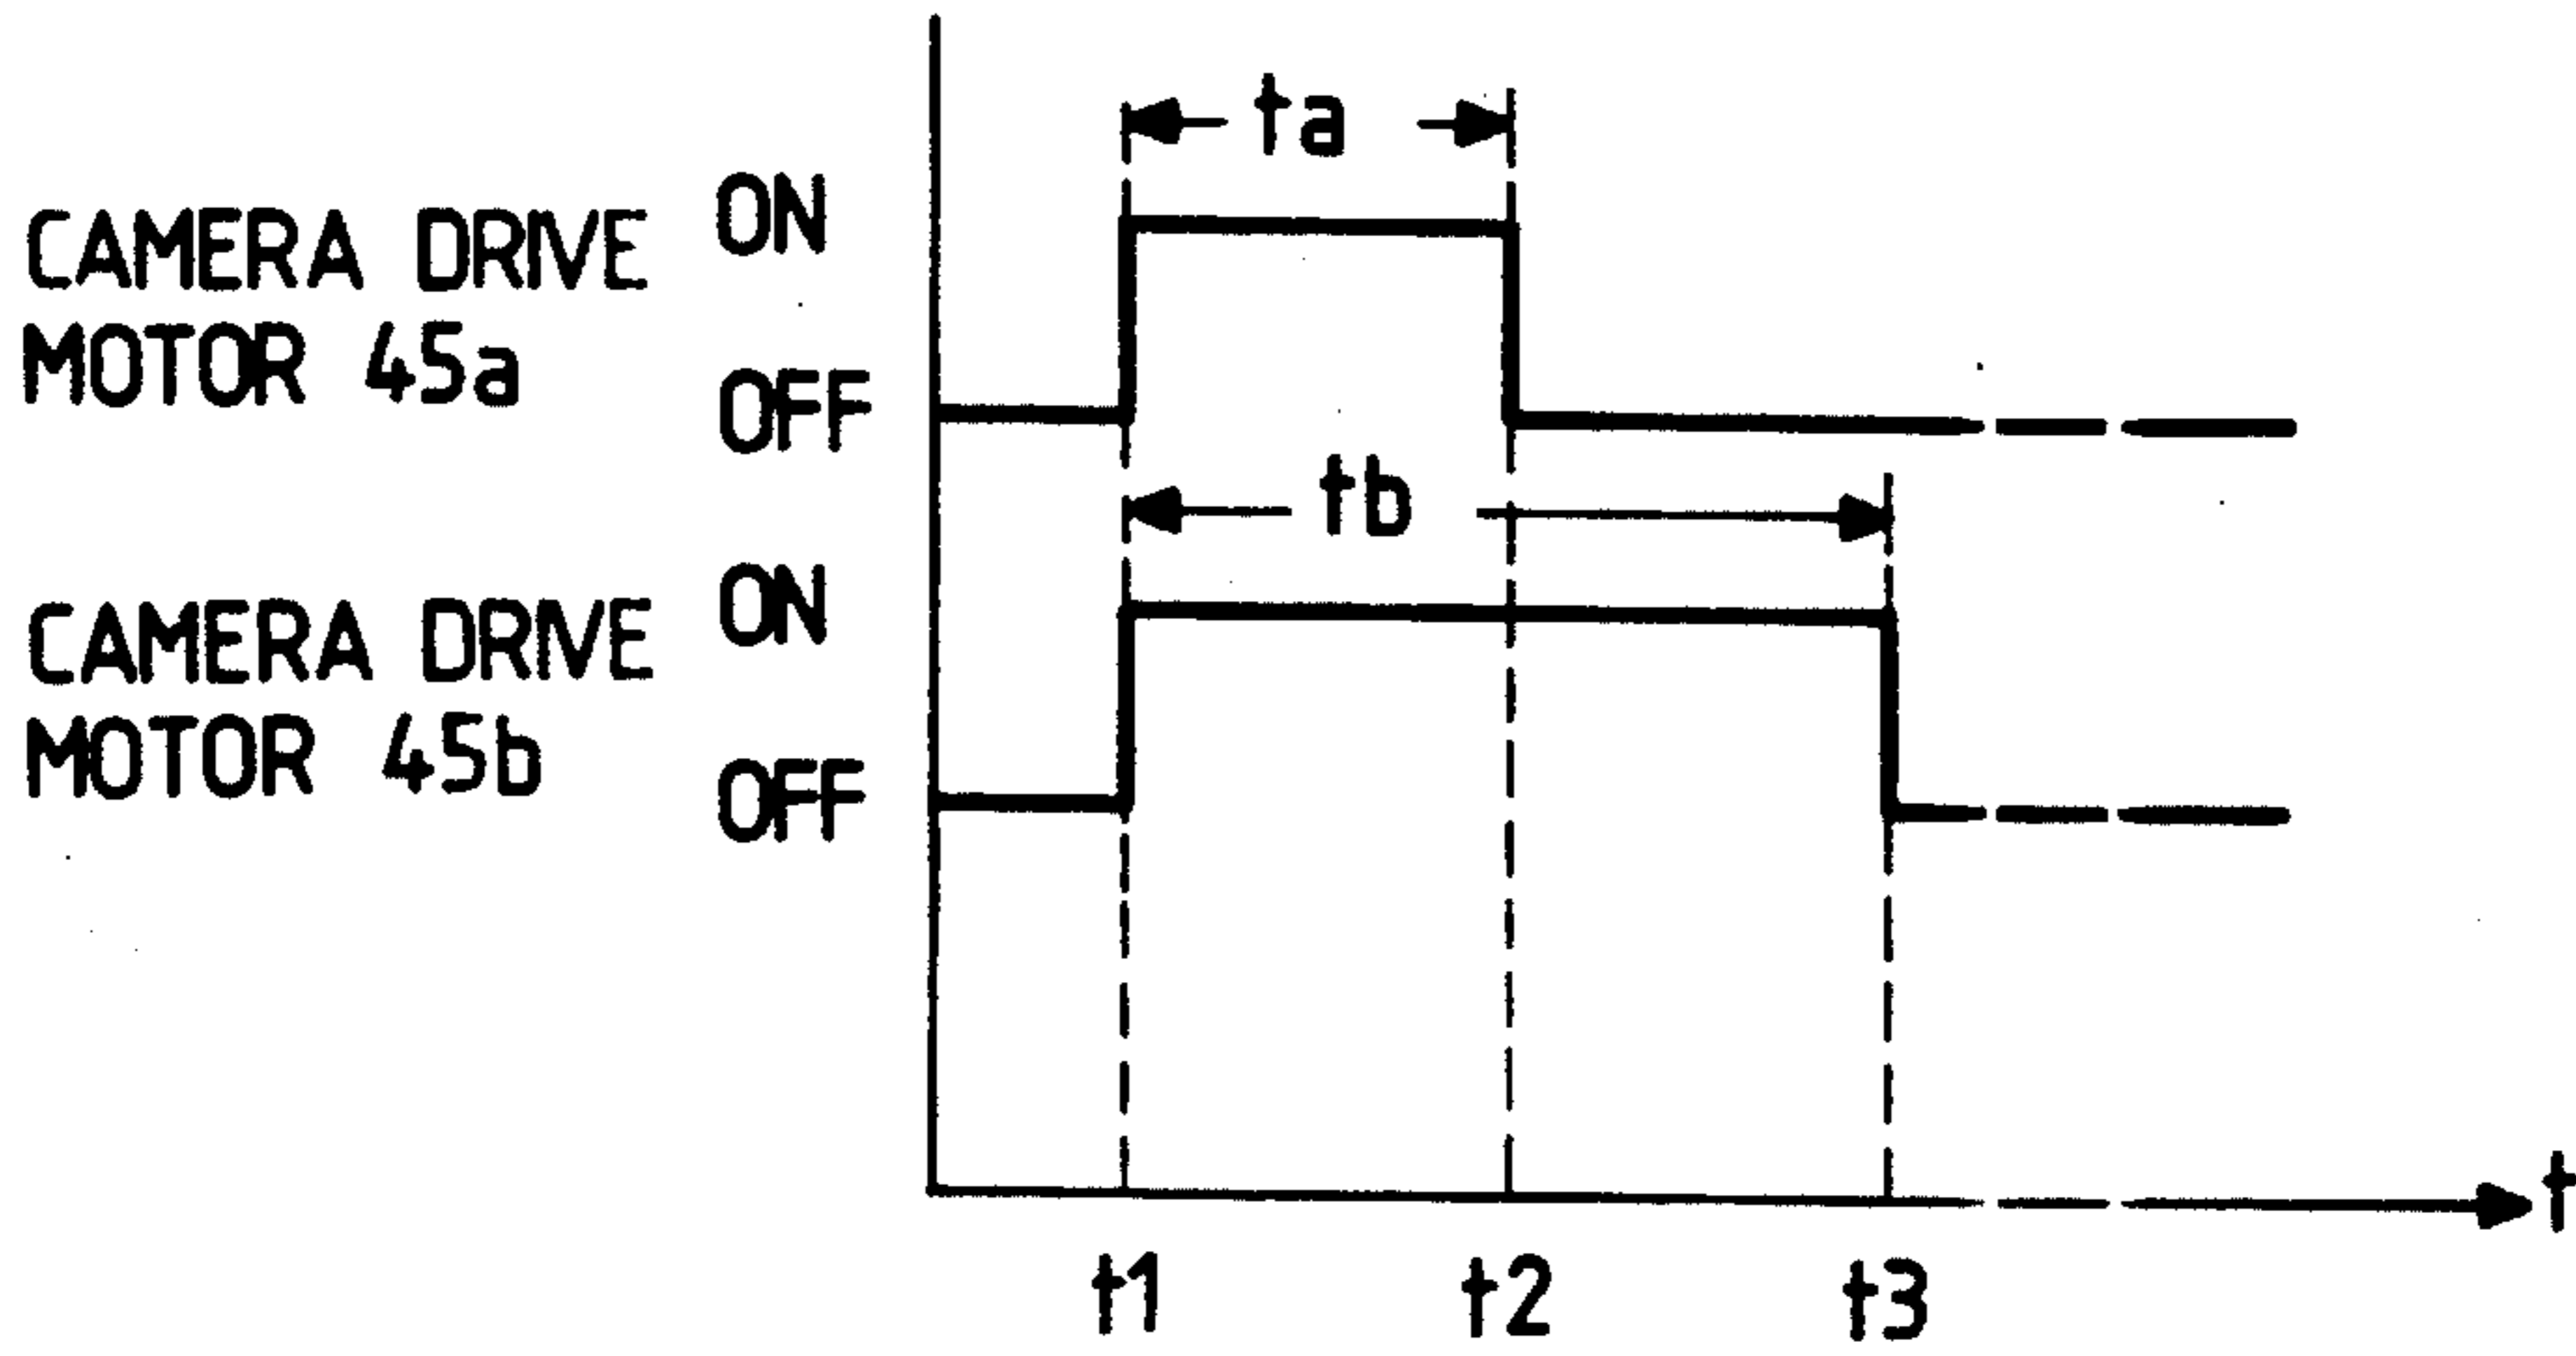 ta
CAMERA DRIVE
MOTOR 45a
ON
OFF
tb
CAMERA DRIVE
MOTOR 45b
ON
OFF
t
t1 t2 t3